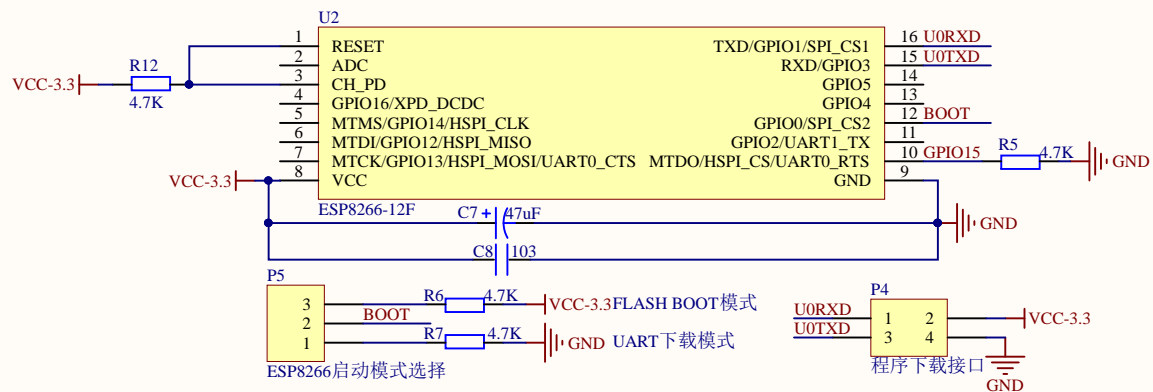 U2
1 RESET TXD/GPIO1/SPI_CS1 16 U0RXD
2 ADC RXD/GPIO3 15 U0TXD
VCC-3.3 R12 4.7K 3 CH_PD GPIO5 14
4 GPIO16/XPD_DCDC GPIO4 13
5 MTMS/GPIO14/HSPI_CLK GPIO0/SPI_CS2 12 BOOT
6 MTDI/GPIO12/HSPI_MISO GPIO2/UART1_TX 11
7 MTCK/GPIO13/HSPI_MOSI/UART0_CTS MTDO/HSPI_CS/UART0_RTS 10 GPIO15 R5 4.7K GND
VCC-3.3 8 VCC GND 9
ESP8266-12F C7 + 47uF GND
C8 103
P5
3 R6 4.7K VCC-3.3 FLASH BOOT模式
2 BOOT
1 R7 4.7K GND UART下载模式
ESP8266启动模式选择
P4
U0RXD 1 2 VCC-3.3
U0TXD 3 4
程序下载接口
GND